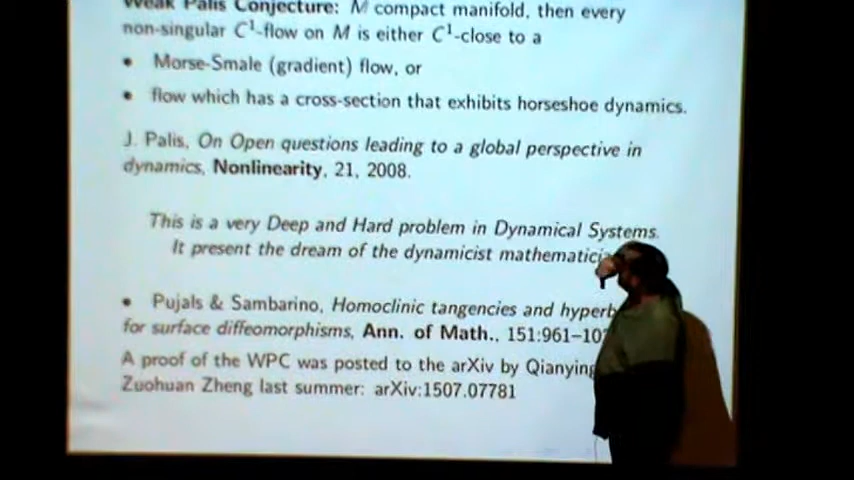 Weak Palis Conjecture: M compact manifold, then every
non-singular C¹-flow on M is either C¹-close to a
• Morse-Smale (gradient) flow, or
• flow which has a cross-section that exhibits horseshoe dynamics.
J. Palis, On Open questions leading to a global perspective in
dynamics, Nonlinearity, 21, 2008.
This is a very Deep and Hard problem in Dynamical Systems.
It present the dream of the dynamicist
• Pujals & Sambarino, Homoclinic tangencies and
for surface diffeomorphisms, Ann. of Math., 151:961–10
A proof of the WPC was posted to the arXiv by Qianying
Zuohuan Zheng last summer: arXiv:1507.07781